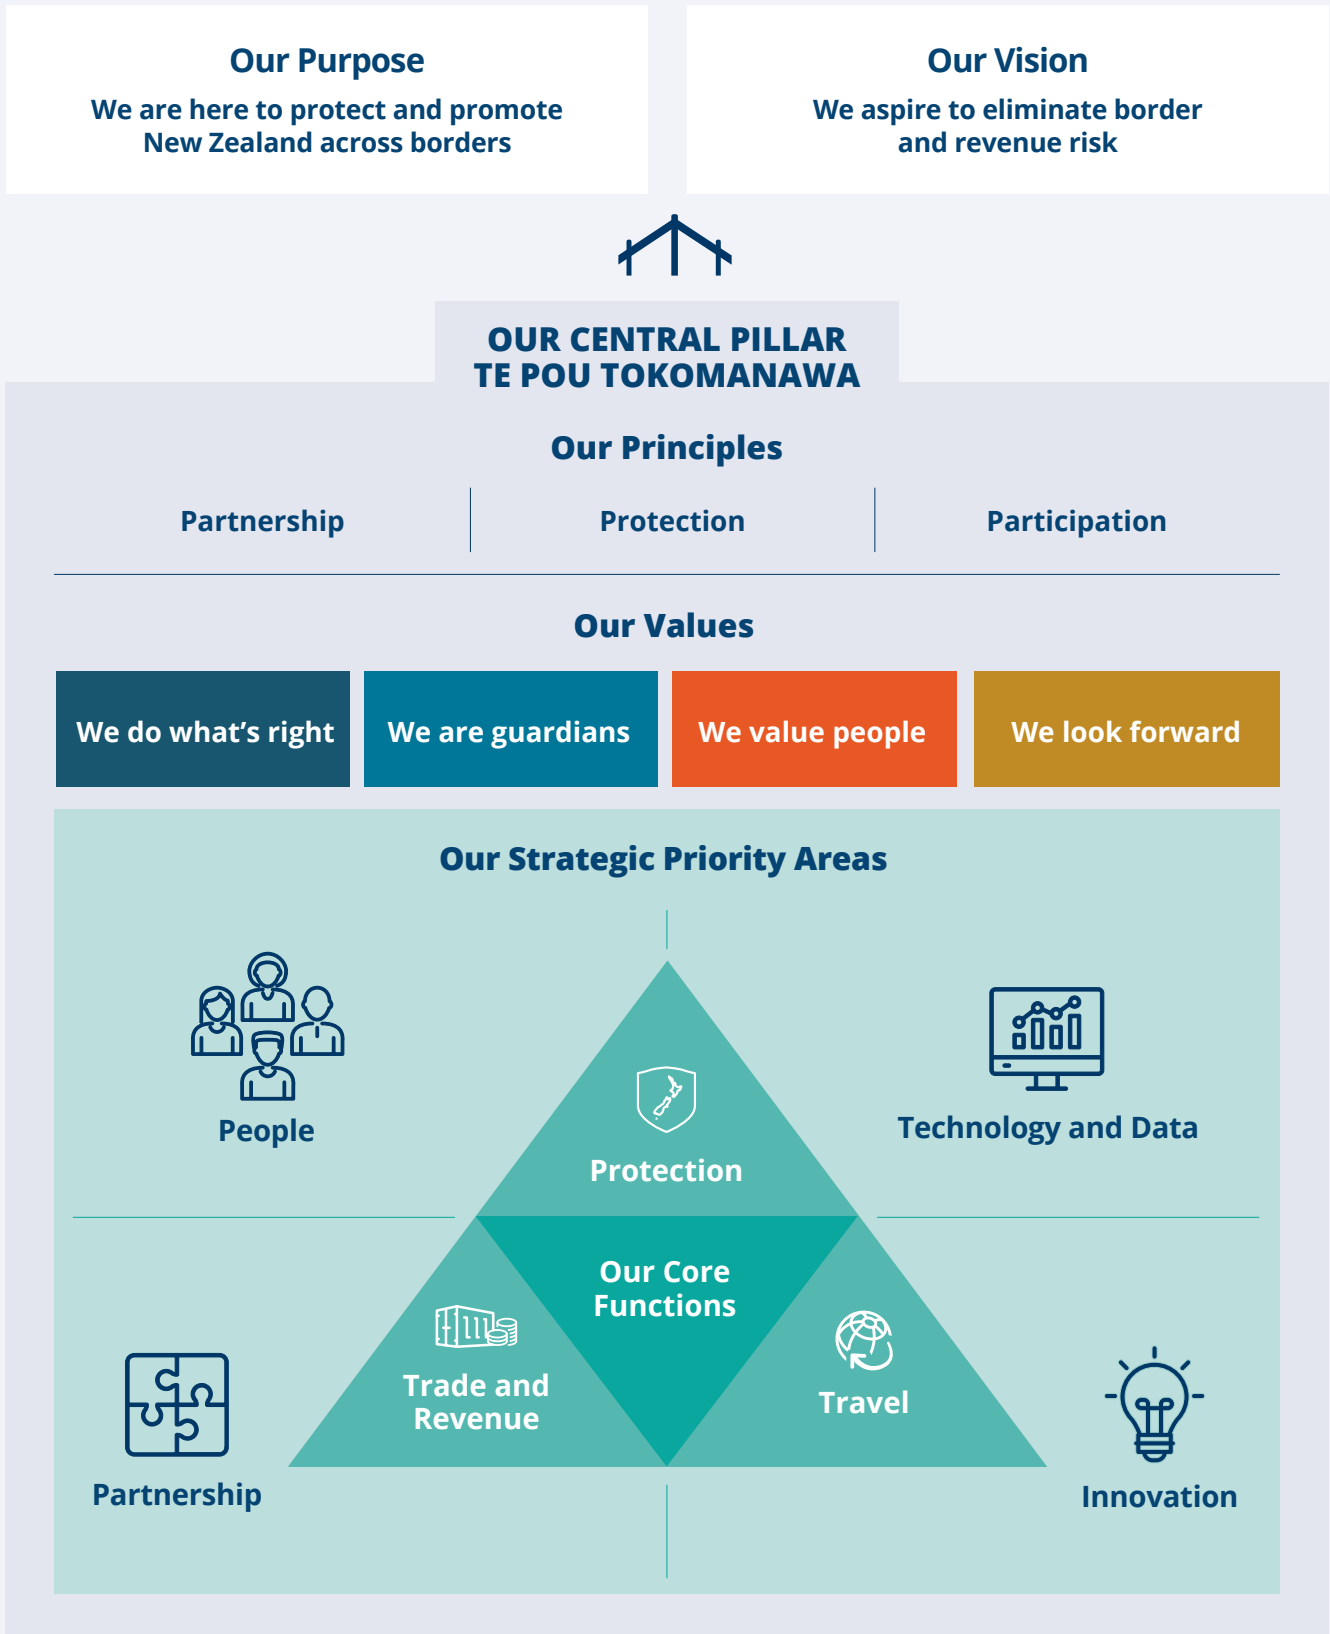 Our Purpose
We are here to protect and promote
New Zealand across borders
Our Vision
We aspire to eliminate border
and revenue risk
OUR CENTRAL PILLAR
TE POU TOKOMANAWA
Our Principles
Partnership
Protection
Participation
Our Values
We do what’s right
We are guardians
We value people
We look forward
Our Strategic Priority Areas
People
Technology and Data
Protection
Our Core
Functions
Trade and
Revenue
Travel
Partnership
Innovation